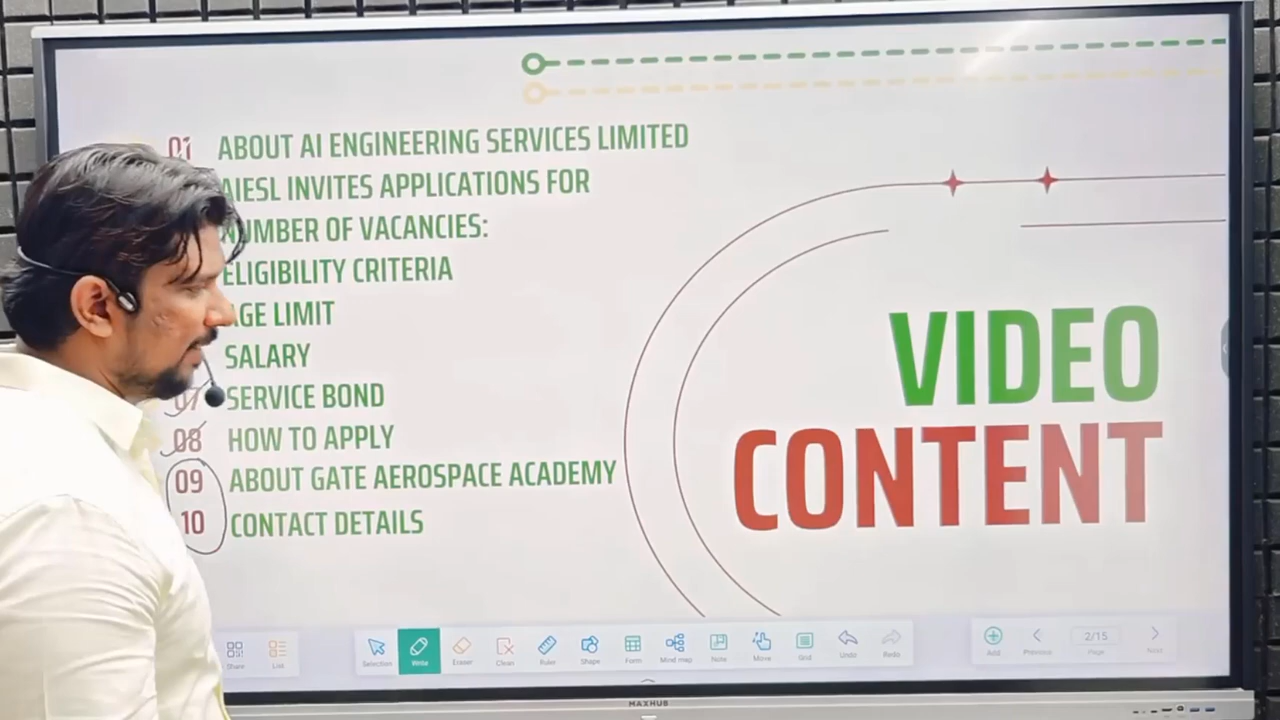 01 ABOUT AI ENGINEERING SERVICES LIMITED
AIESL INVITES APPLICATIONS FOR
NUMBER OF VACANCIES:
ELIGIBILITY CRITERIA
AGE LIMIT
SALARY
07 SERVICE BOND
08 HOW TO APPLY
09 ABOUT GATE AEROSPACE ACADEMY
10 CONTACT DETAILS
VIDEO
CONTENT
Share List Selection Write Eraser Clean Ruler Shape Form Mind map Note Move Grid Undo Redo Add Previous 2/15 Page Next
MAXHUB